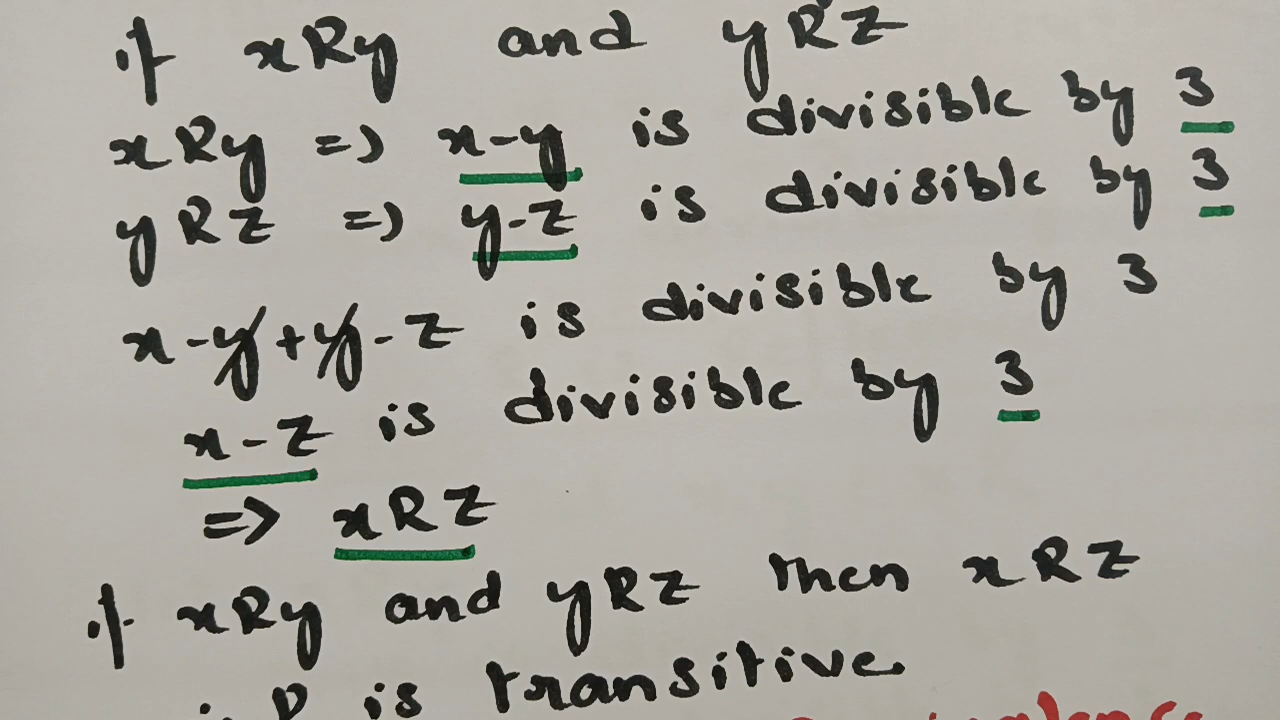 if xRy and yRz
xRy => x-y is divisible by 3
yRz => y-z is divisible by 3
x-y+y-z is divisible by 3
x-z is divisible by 3
=> xRz
if xRy and yRz then xRz
R is transitive.